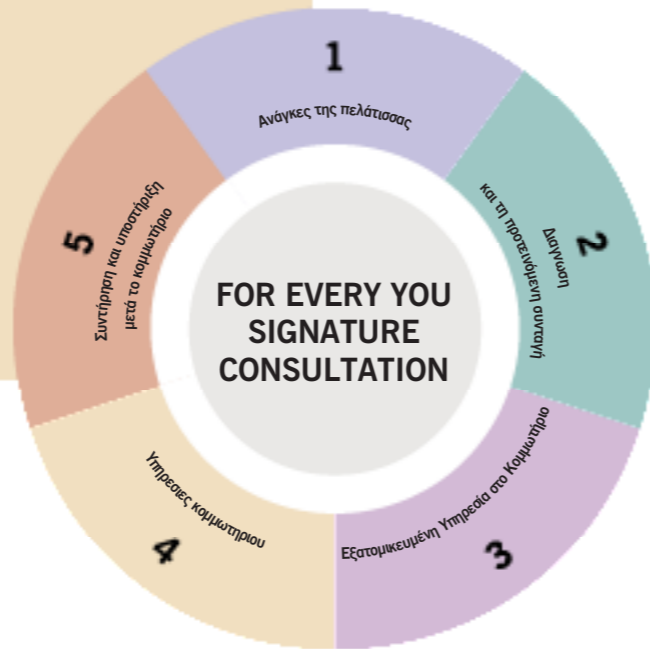 FOR EVERY YOU
SIGNATURE
CONSULTATION
1
Ανάγκες της πελάτισσας
2
Διαγνωση
και τη προτεινόμενη συνταγή
3
Εξατομικευμένη Υπηρεσία στο Κομμωτήριο
4
Υπηρεσιες κομμωτηριου
5
Συντήρηση και υποστήριξη
μετά το κομμωτήριο